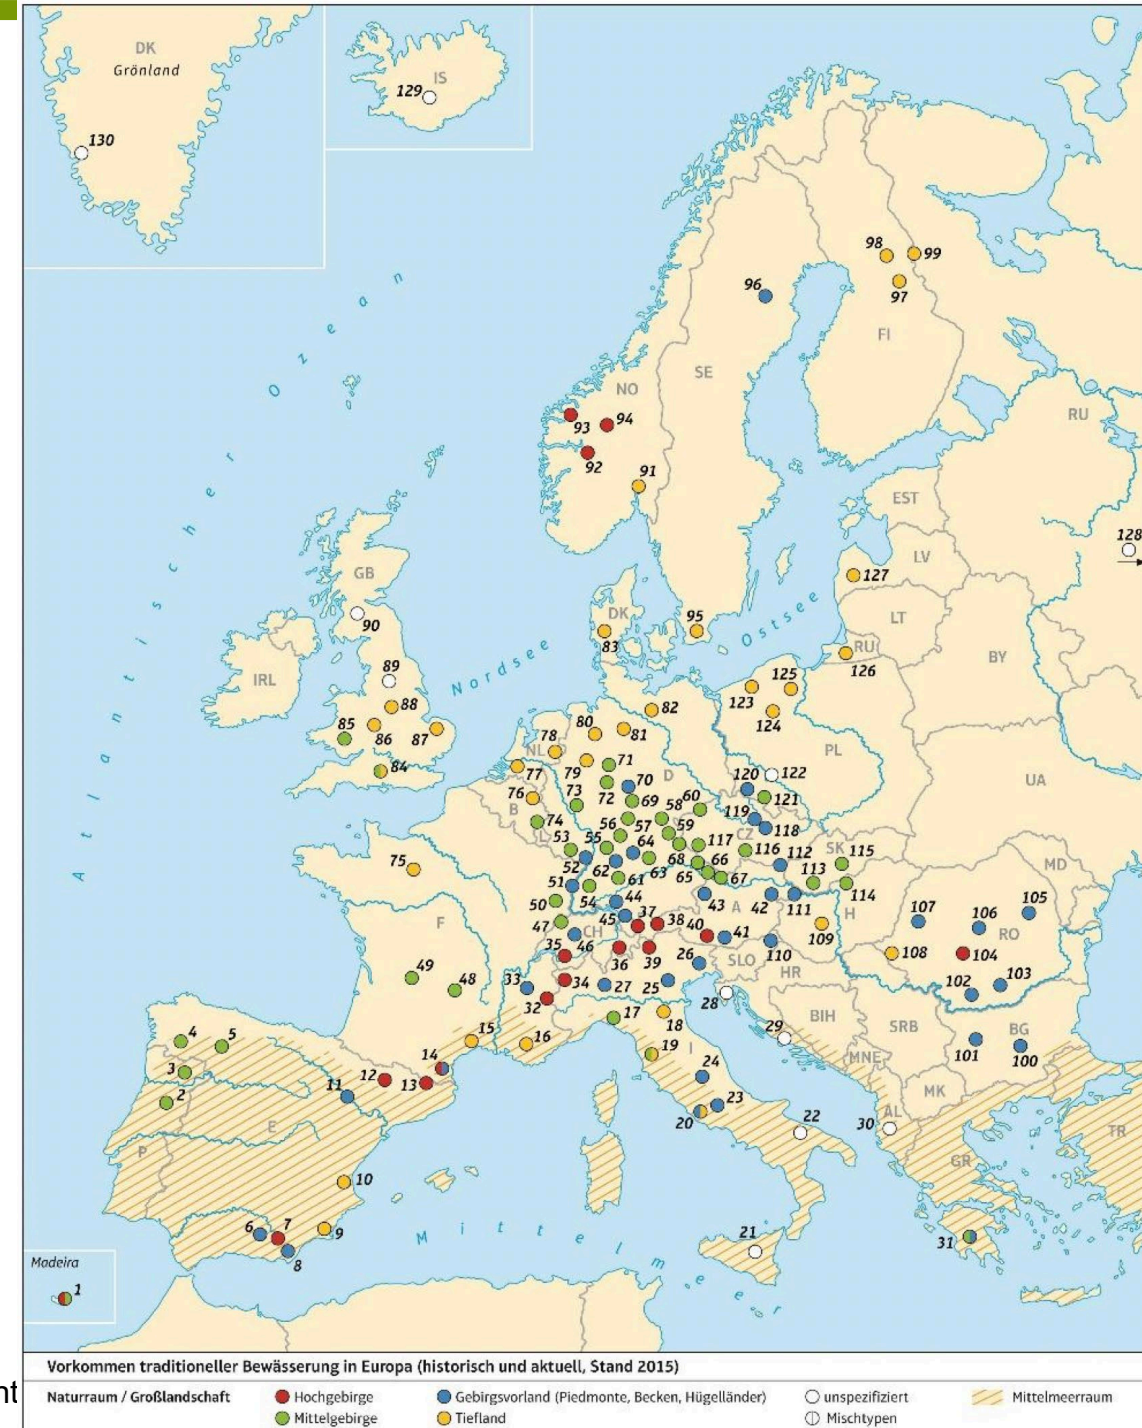 DK
Grönland
130
IS
129
Atlantischer Ozean
98
99
97
96
FI
SE
NO
93
94
92
91
RU
EST
LV
LT
RU
BY
128
127
126
GB
90
IRL
89
88
85
86
87
84
Nordsee
Ostsee
DK
83
95
82
125
123
124
PL
UA
80
81
78
NL
D
79
71
77
70
D
72
76
73
69
58
60
B
74
L
56
57
59
53
55
64
52
62
63
68
61
51
54
50
44
47
45
CH
46
35
37
38
36
39
40
120
122
121
119
118
CZ
117
116
112
66
65
67
SK
115
113
114
MD
43
A
42
111
H
109
107
106
105
RO
108
104
102
103
41
110
SLO
HR
26
25
28
75
F
49
48
33
34
32
27
17
18
15
16
19
I
29
BIH
SRB
MNE
BG
101
100
MK
AL
30
GR
TR
31
4
5
3
2
11
12
13
14
24
23
20
22
21
E
P
10
6
7
9
8
Mittelmeer
Madeira
1
Vorkommen traditioneller Bewässerung in Europa (historisch und aktuell, Stand 2015)
Naturraum / Großlandschaft
Hochgebirge
Gebirgsvorland (Piedmonte, Becken, Hügelländer)
unspezifiziert
Mittelmeerraum
Mittelgebirge
Tiefland
Mischtypen
nt